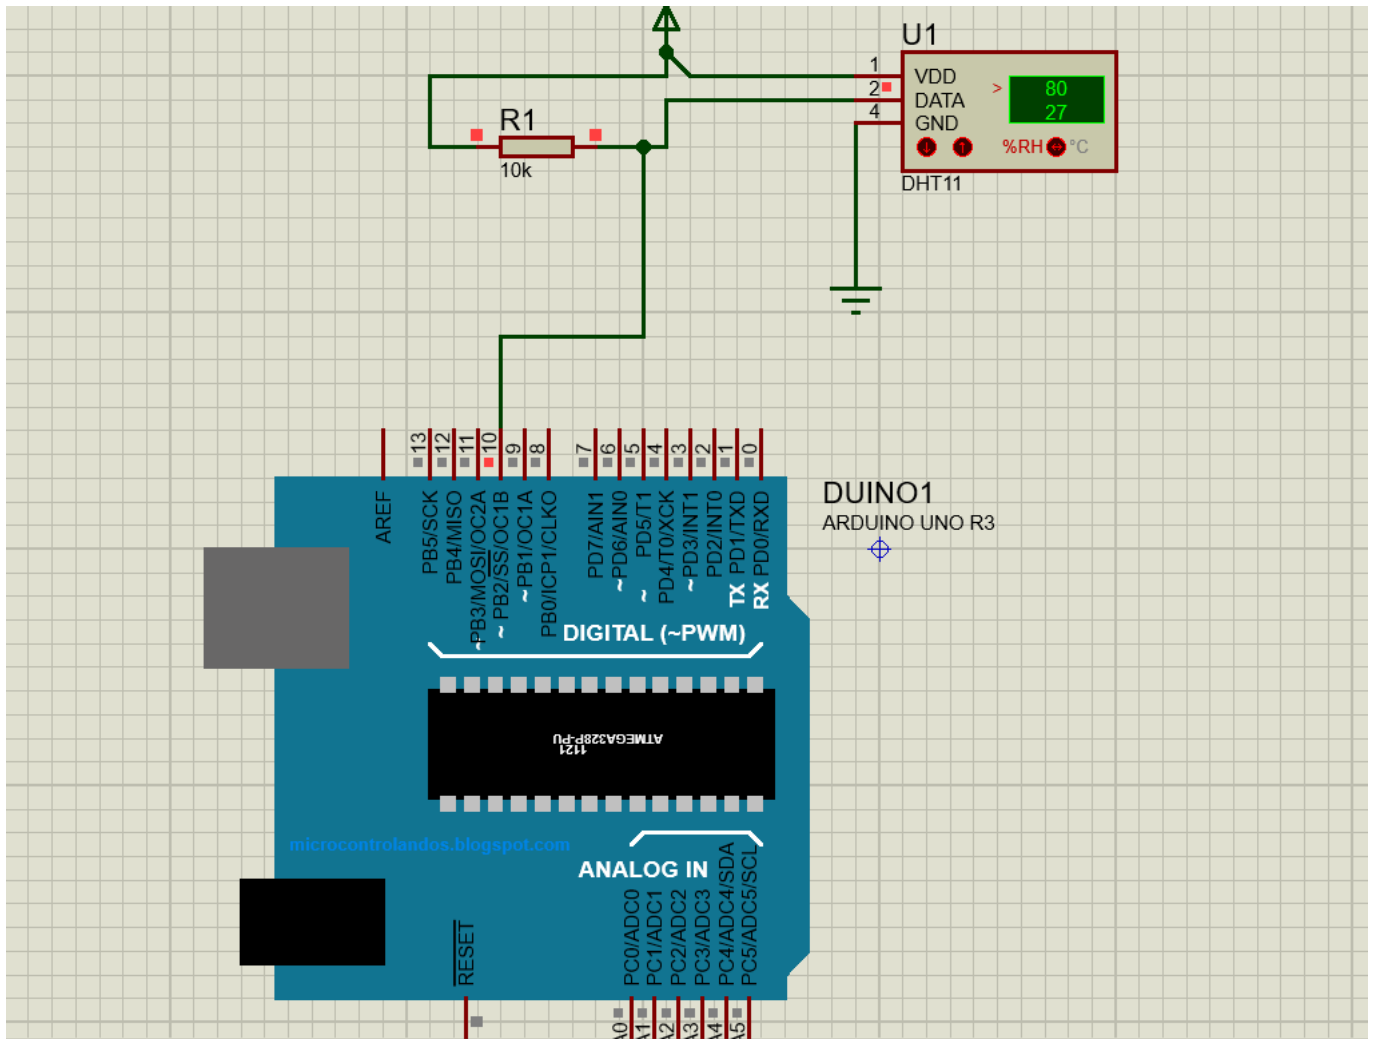 U1
1
2
4
VDD
DATA
GND
>
80
27
%RH
°C
DHT11
R1
10k
13
12
11
10
9
8
7
6
5
4
3
2
1
0
AREF
PB5/SCK
PB4/MISO
~PB3/MOSI/OC2A
~PB2/SS/OC1B
~PB1/OC1A
PB0/ICP1/CLKO
PD7/AIN1
~PD6/AIN0
~PD5/T1
PD4/T0/XCK
~PD3/INT1
PD2/INT0
PD1/TXD
PD0/RXD
TX
RX
DIGITAL (~PWM)
DUINO1
ARDUINO UNO R3
ATMEGA328P-PU
1121
microcontrolandos.blogspot.com
ANALOG IN
RESET
PC0/ADC0
PC1/ADC1
PC2/ADC2
PC3/ADC3
PC4/ADC4/SDA
PC5/ADC5/SCL
A0
A1
A2
A3
A4
A5